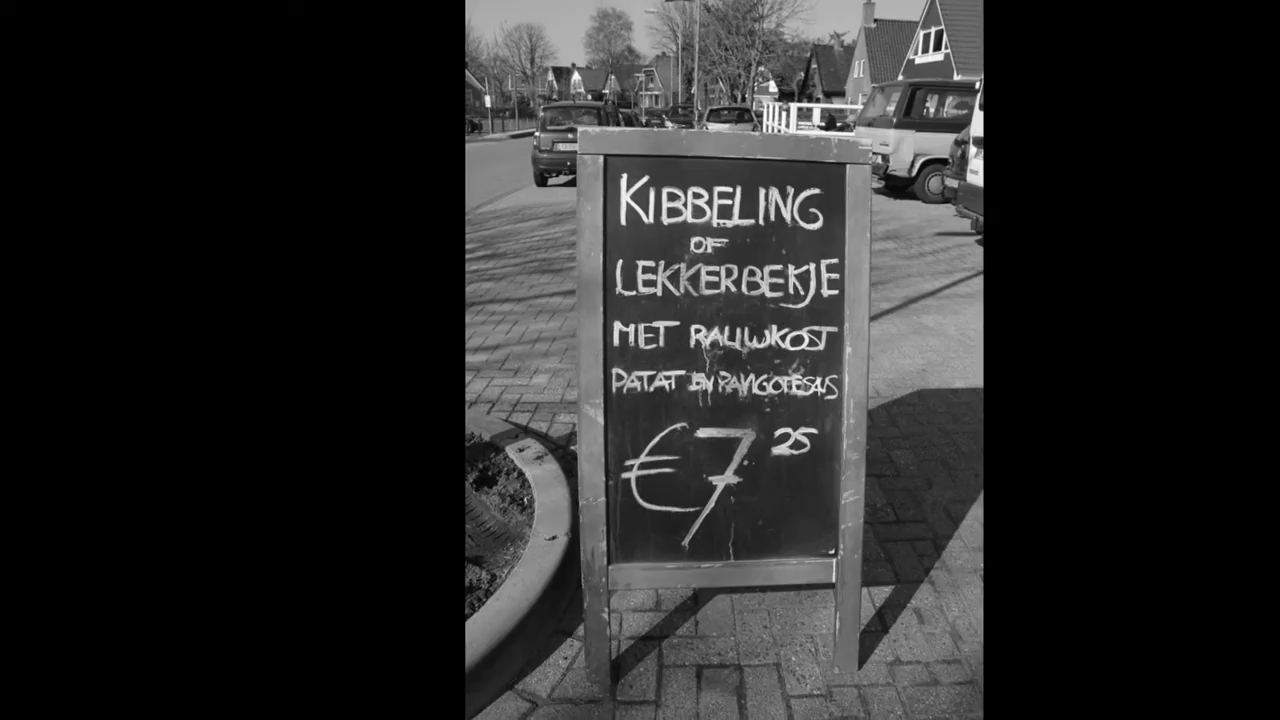 KIBBELING
OF
LEKKERBEKJE
MET RAUWKOST
PATAT EN RAVIGOTESAUS
€7 25